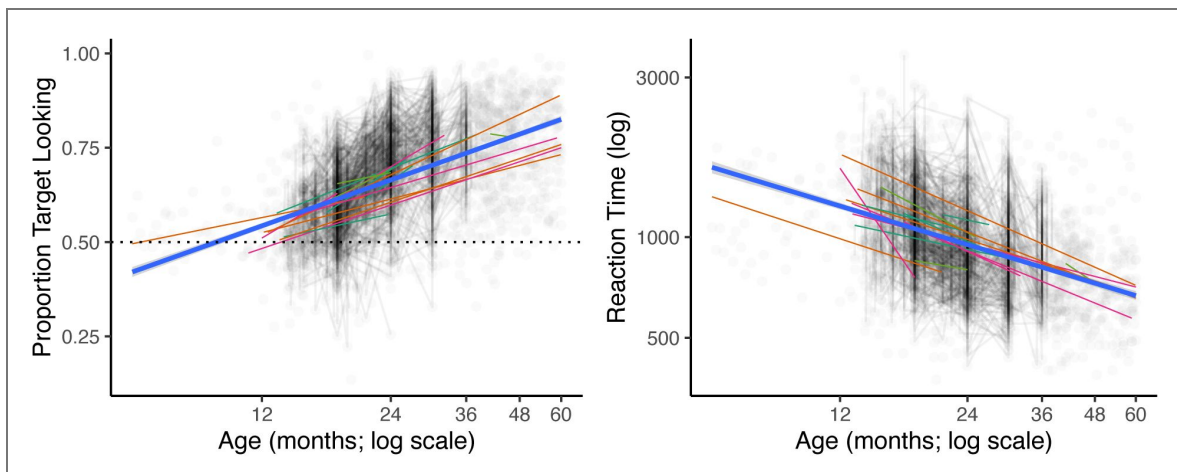 Proportion Target Looking
1.00
0.75
0.50
0.25
12 24 36 48 60
Age (months; log scale)
Reaction Time (log)
3000
1000
500
12 24 36 48 60
Age (months; log scale)